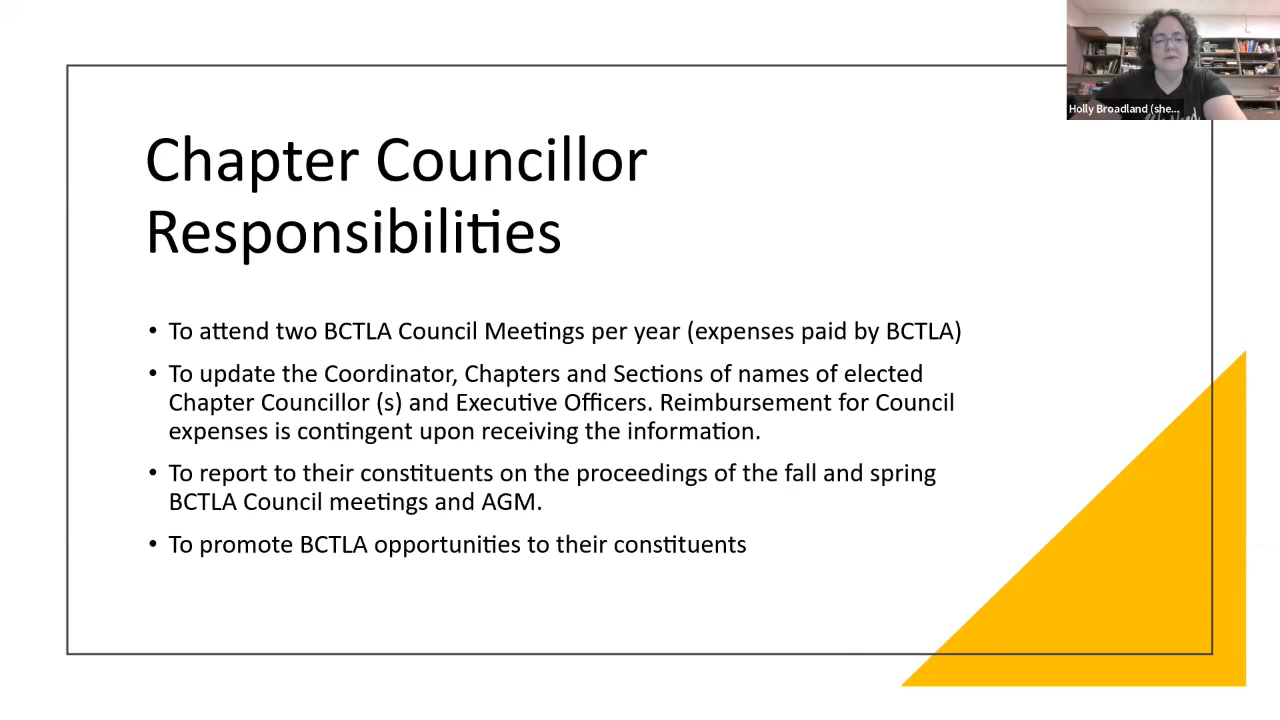 Holly Broadland (she...
Chapter Councillor
Responsibilities
• To attend two BCTLA Council Meetings per year (expenses paid by BCTLA)
• To update the Coordinator, Chapters and Sections of names of elected
Chapter Councillor (s) and Executive Officers. Reimbursement for Council
expenses is contingent upon receiving the information.
• To report to their constituents on the proceedings of the fall and spring
BCTLA Council meetings and AGM.
• To promote BCTLA opportunities to their constituents